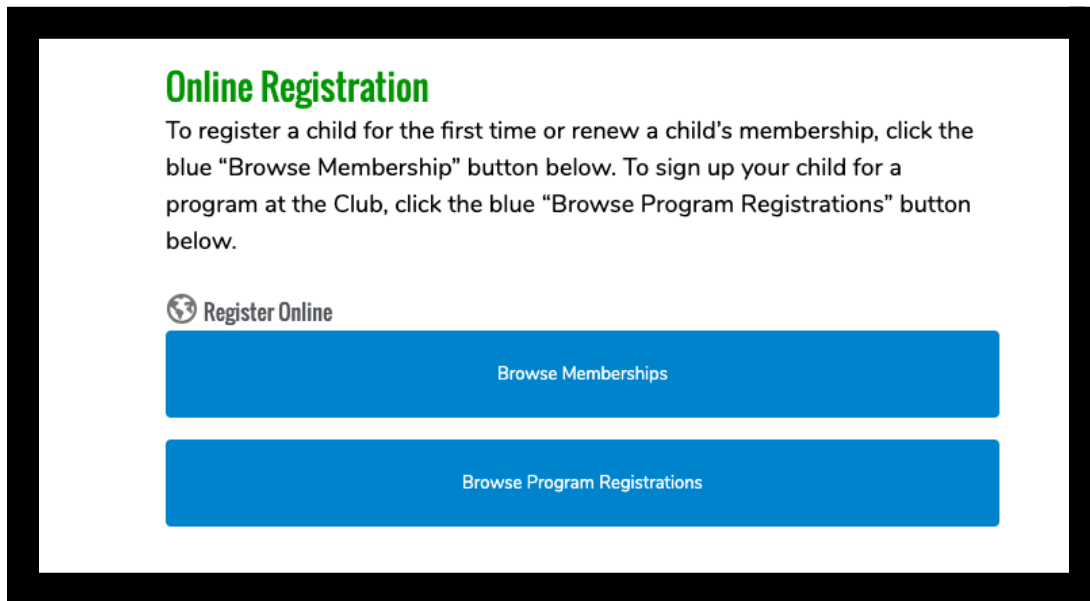 Online Registration
To register a child for the first time or renew a child’s membership, click the
blue “Browse Membership” button below. To sign up your child for a
program at the Club, click the blue “Browse Program Registrations” button
below.
Register Online
Browse Memberships
Browse Program Registrations